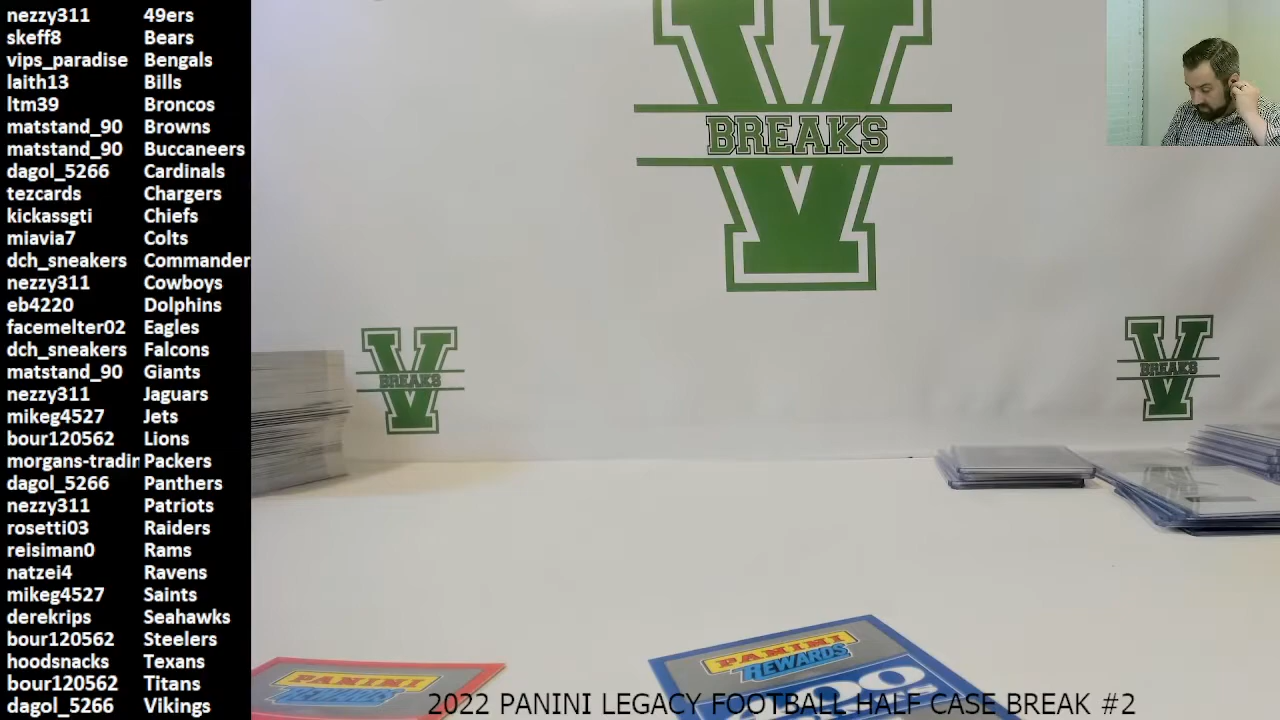 nezzy311 49ers
skeff8 Bears
vips_paradise Bengals
laith13 Bills
ltm39 Broncos
matstand_90 Browns
matstand_90 Buccaneers
dagol_5266 Cardinals
tezcards Chargers
kickassgti Chiefs
miavia7 Colts
dch_sneakers Commander
nezzy311 Cowboys
eb4220 Dolphins
facemelter02 Eagles
dch_sneakers Falcons
matstand_90 Giants
nezzy311 Jaguars
mikeg4527 Jets
bour120562 Lions
morgans-tradin Packers
dagol_5266 Panthers
nezzy311 Patriots
rosetti03 Raiders
reisiman0 Rams
natzei4 Ravens
mikeg4527 Saints
derekrips Seahawks
bour120562 Steelers
hoodsnacks Texans
bour120562 Titans
dagol_5266 Vikings
V
BREAKS
V
BREAKS
V
BREAKS
PANINI
REWARDS
PANINI
REWARDS
2022 PANINI LEGACY FOOTBALL HALF CASE BREAK #2